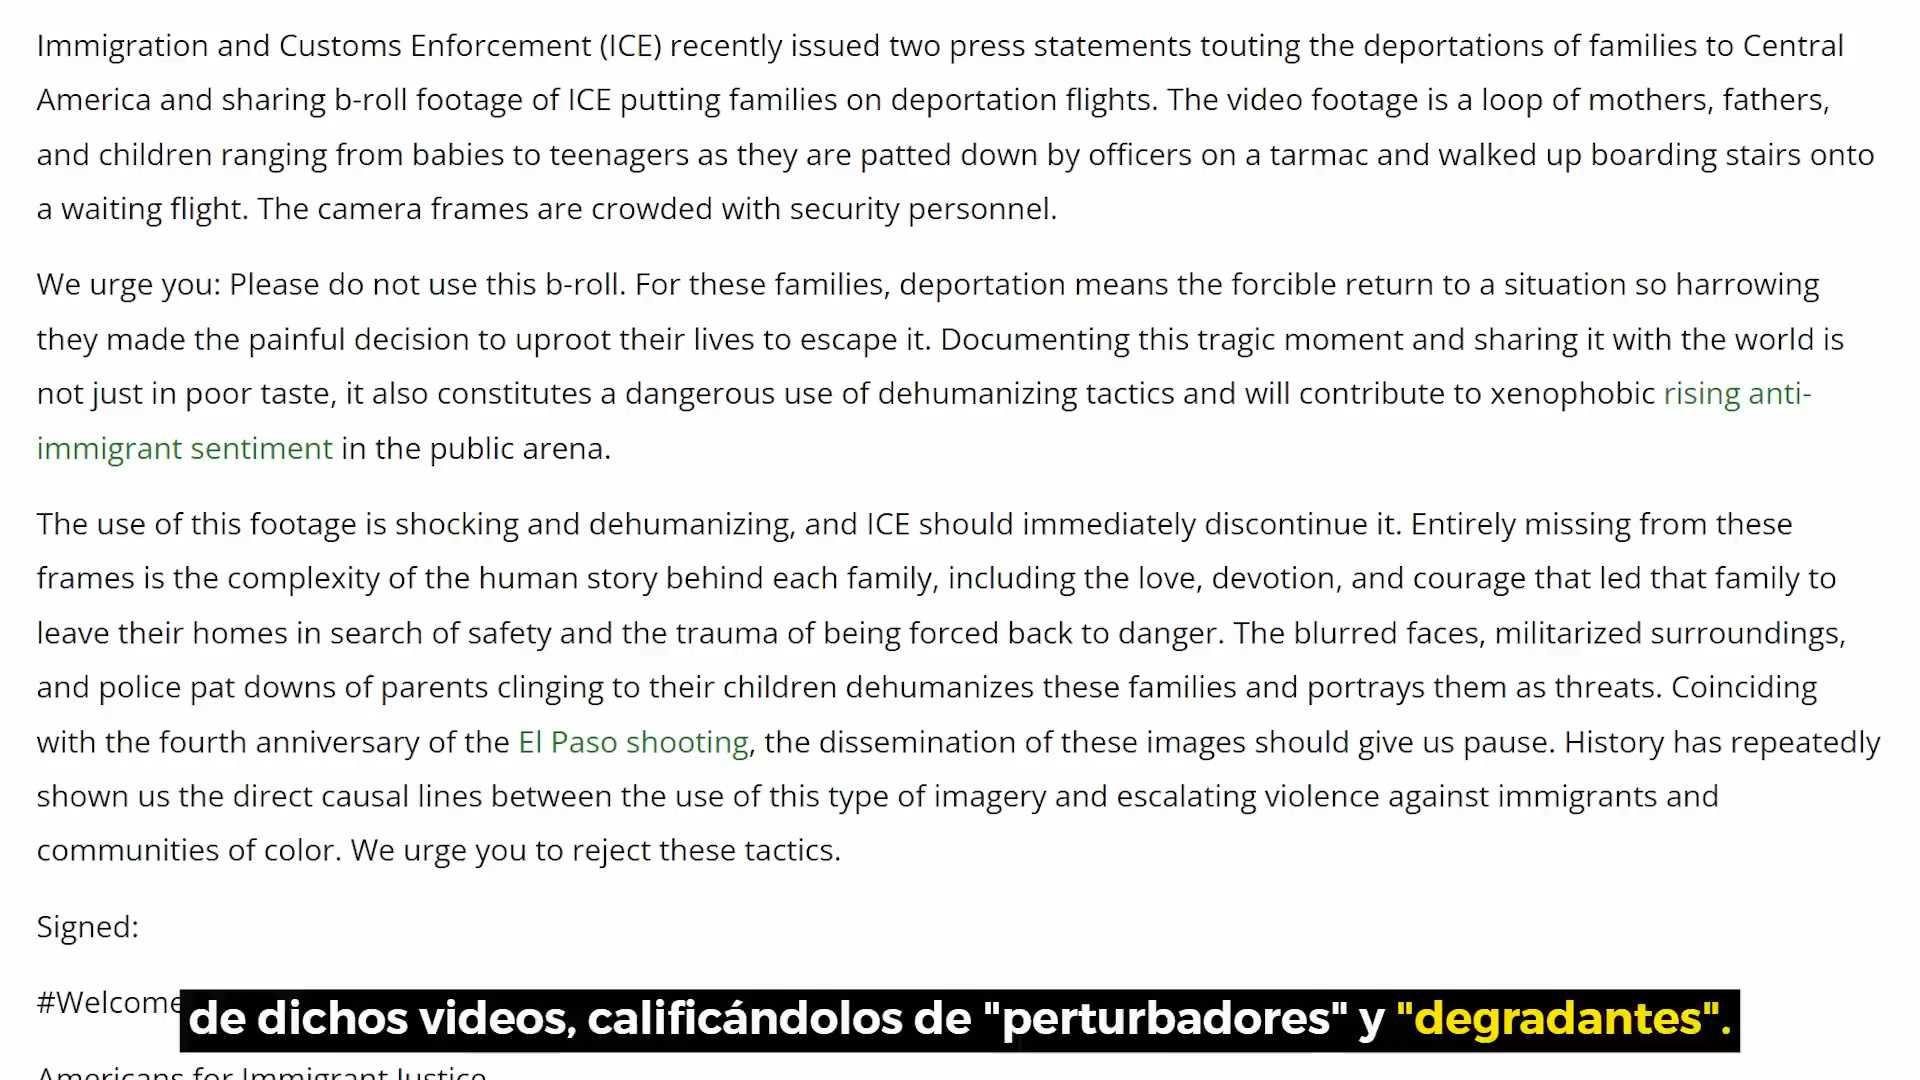 Immigration and Customs Enforcement (ICE) recently issued two press statements touting the deportations of families to Central
America and sharing b-roll footage of ICE putting families on deportation flights. The video footage is a loop of mothers, fathers,
and children ranging from babies to teenagers as they are patted down by officers on a tarmac and walked up boarding stairs onto
a waiting flight. The camera frames are crowded with security personnel.
We urge you: Please do not use this b-roll. For these families, deportation means the forcible return to a situation so harrowing
they made the painful decision to uproot their lives to escape it. Documenting this tragic moment and sharing it with the world is
not just in poor taste, it also constitutes a dangerous use of dehumanizing tactics and will contribute to xenophobic rising anti-
immigrant sentiment in the public arena.
The use of this footage is shocking and dehumanizing, and ICE should immediately discontinue it. Entirely missing from these
frames is the complexity of the human story behind each family, including the love, devotion, and courage that led that family to
leave their homes in search of safety and the trauma of being forced back to danger. The blurred faces, militarized surroundings,
and police pat downs of parents clinging to their children dehumanizes these families and portrays them as threats. Coinciding
with the fourth anniversary of the El Paso shooting, the dissemination of these images should give us pause. History has repeatedly
shown us the direct causal lines between the use of this type of imagery and escalating violence against immigrants and
communities of color. We urge you to reject these tactics.
Signed:
#Welcome
de dichos videos, calificándolos de "perturbadores" y "degradantes".
Americans for Immigrant Justice